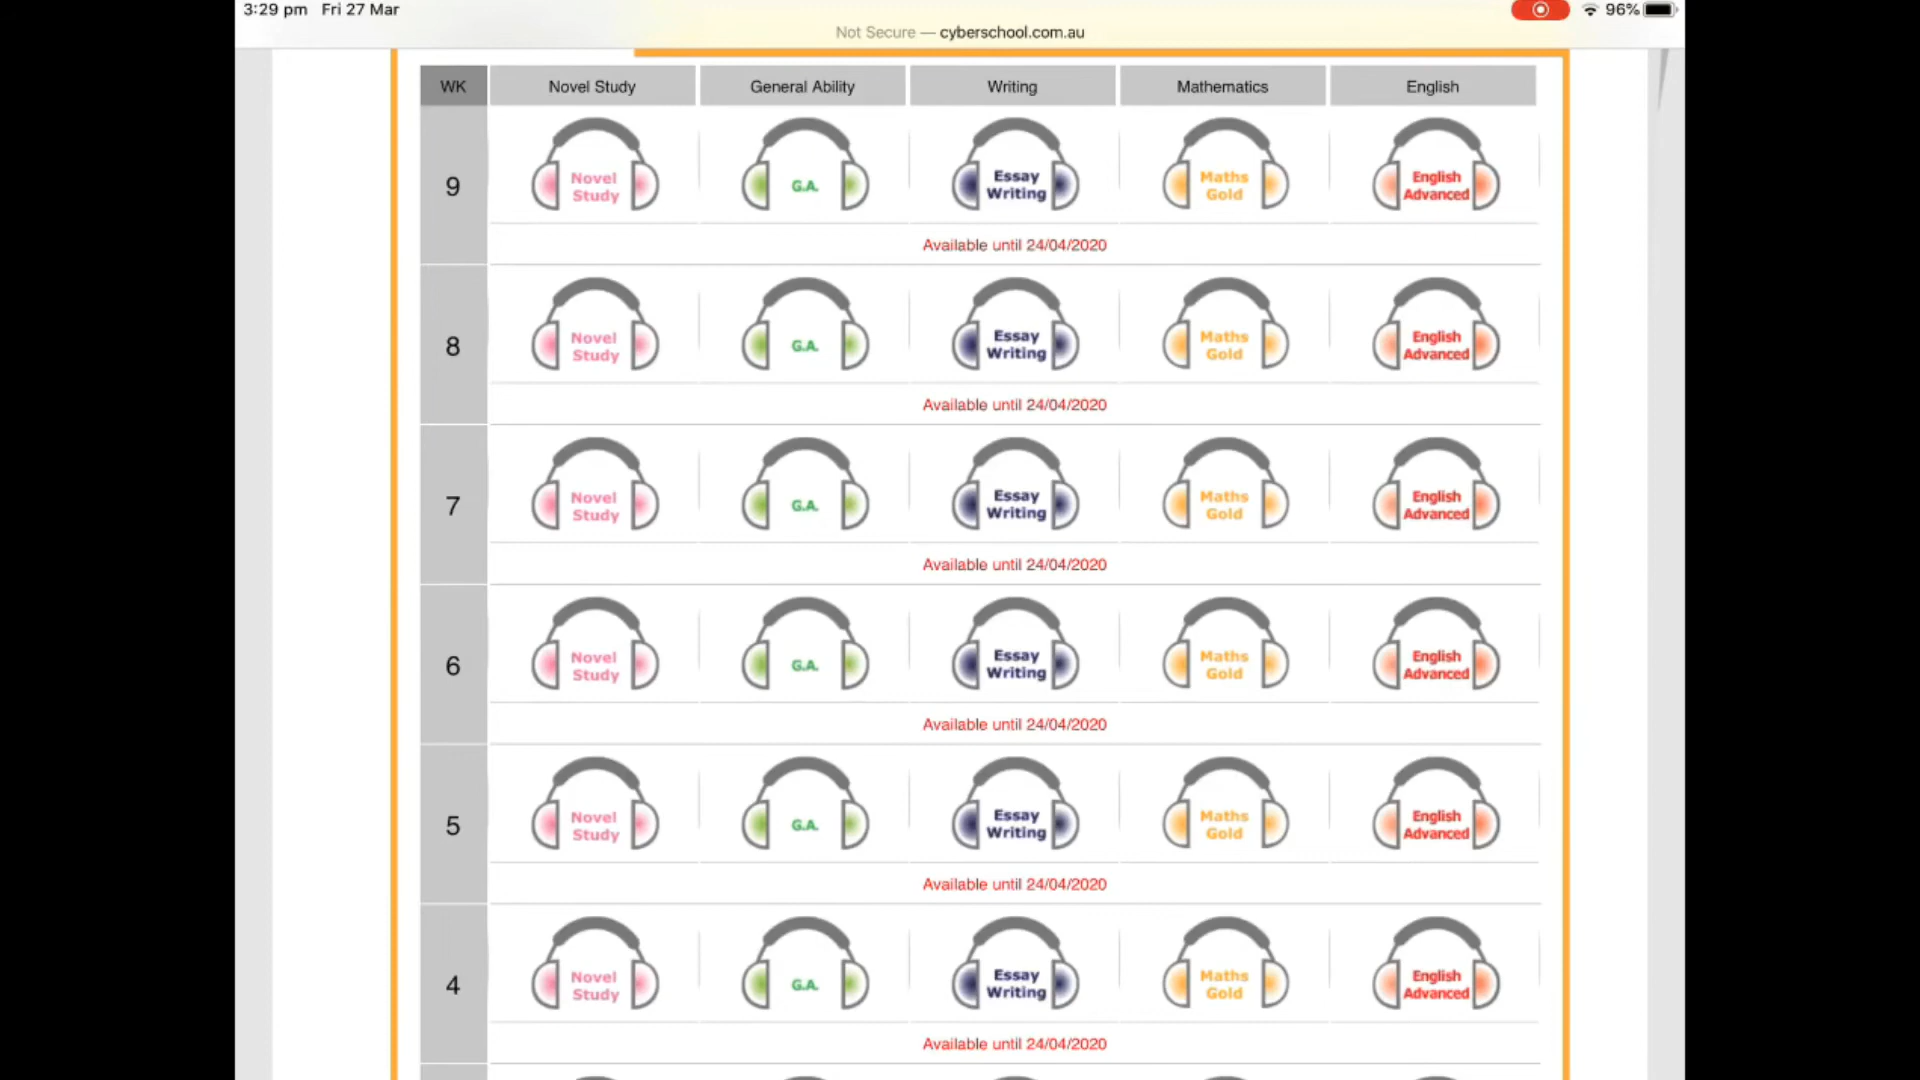 3:29 pm Fri 27 Mar
96%
Not Secure — cyberschool.com.au
WK Novel Study General Ability Writing Mathematics English
9
Novel Study
G.A.
Essay Writing
Maths Gold
English Advanced
Available until 24/04/2020
8
Novel Study
G.A.
Essay Writing
Maths Gold
English Advanced
Available until 24/04/2020
7
Novel Study
G.A.
Essay Writing
Maths Gold
English Advanced
Available until 24/04/2020
6
Novel Study
G.A.
Essay Writing
Maths Gold
English Advanced
Available until 24/04/2020
5
Novel Study
G.A.
Essay Writing
Maths Gold
English Advanced
Available until 24/04/2020
4
Novel Study
G.A.
Essay Writing
Maths Gold
English Advanced
Available until 24/04/2020